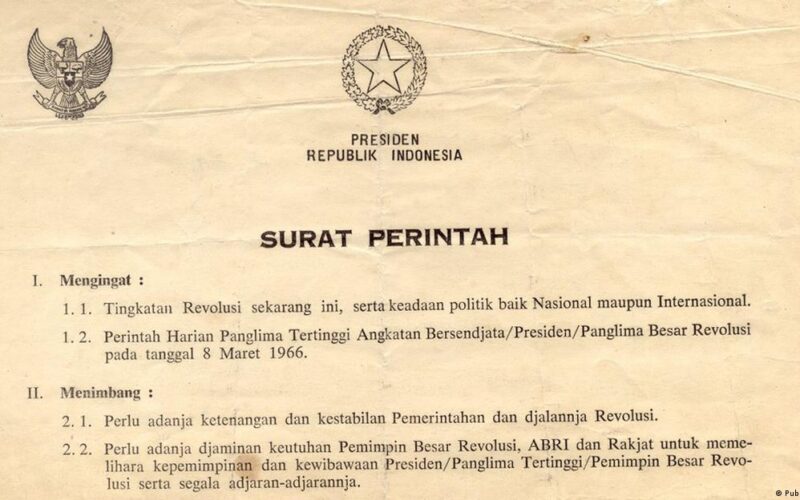 PRESIDEN
REPUBLIK INDONESIA
SURAT PERINTAH
I. Mengingat :
1. 1. Tingkatan Revolusi sekarang ini, serta keadaan politik baik Nasional maupun Internasional.
1. 2. Perintah Harian Panglima Tertinggi Angkatan Bersendjata/Presiden/Panglima Besar Revolusi
pada tanggal 8 Maret 1966.
II. Menimbang :
2. 1. Perlu adanja ketenangan dan kestabilan Pemerintahan dan djalannja Revolusi.
2. 2. Perlu adanja djaminan keutuhan Pemimpin Besar Revolusi, ABRI dan Rakjat untuk meme-
lihara kepemimpinan dan kewibawaan Presiden/Panglima Tertinggi/Pemimpin Besar Revo-
lusi serta segala adjaran-adjarannja.
© Pub